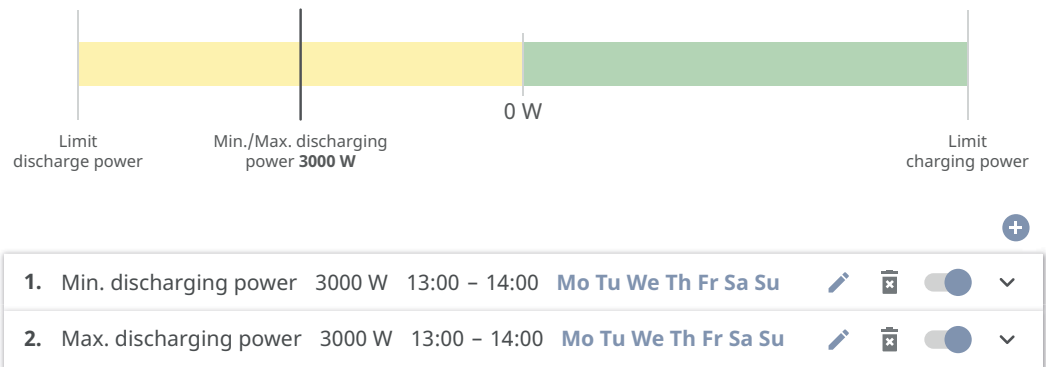 0 W
Limit
discharge power
Min./Max. discharging
power 3000 W
Limit
charging power
1. Min. discharging power 3000 W 13:00 – 14:00 Mo Tu We Th Fr Sa Su
2. Max. discharging power 3000 W 13:00 – 14:00 Mo Tu We Th Fr Sa Su